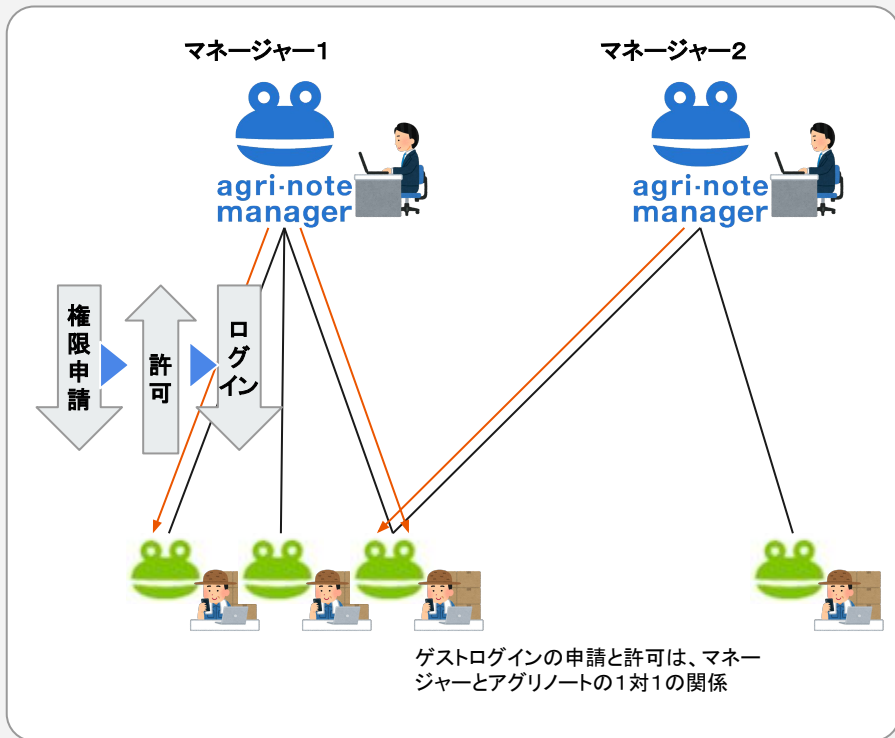 マネージャー1
マネージャー2
agri-note
manager
agri-note
manager
権限申請
許可
ログイン
ゲストログインの申請と許可は、マネー
ジャーとアグリノートの1対1の関係